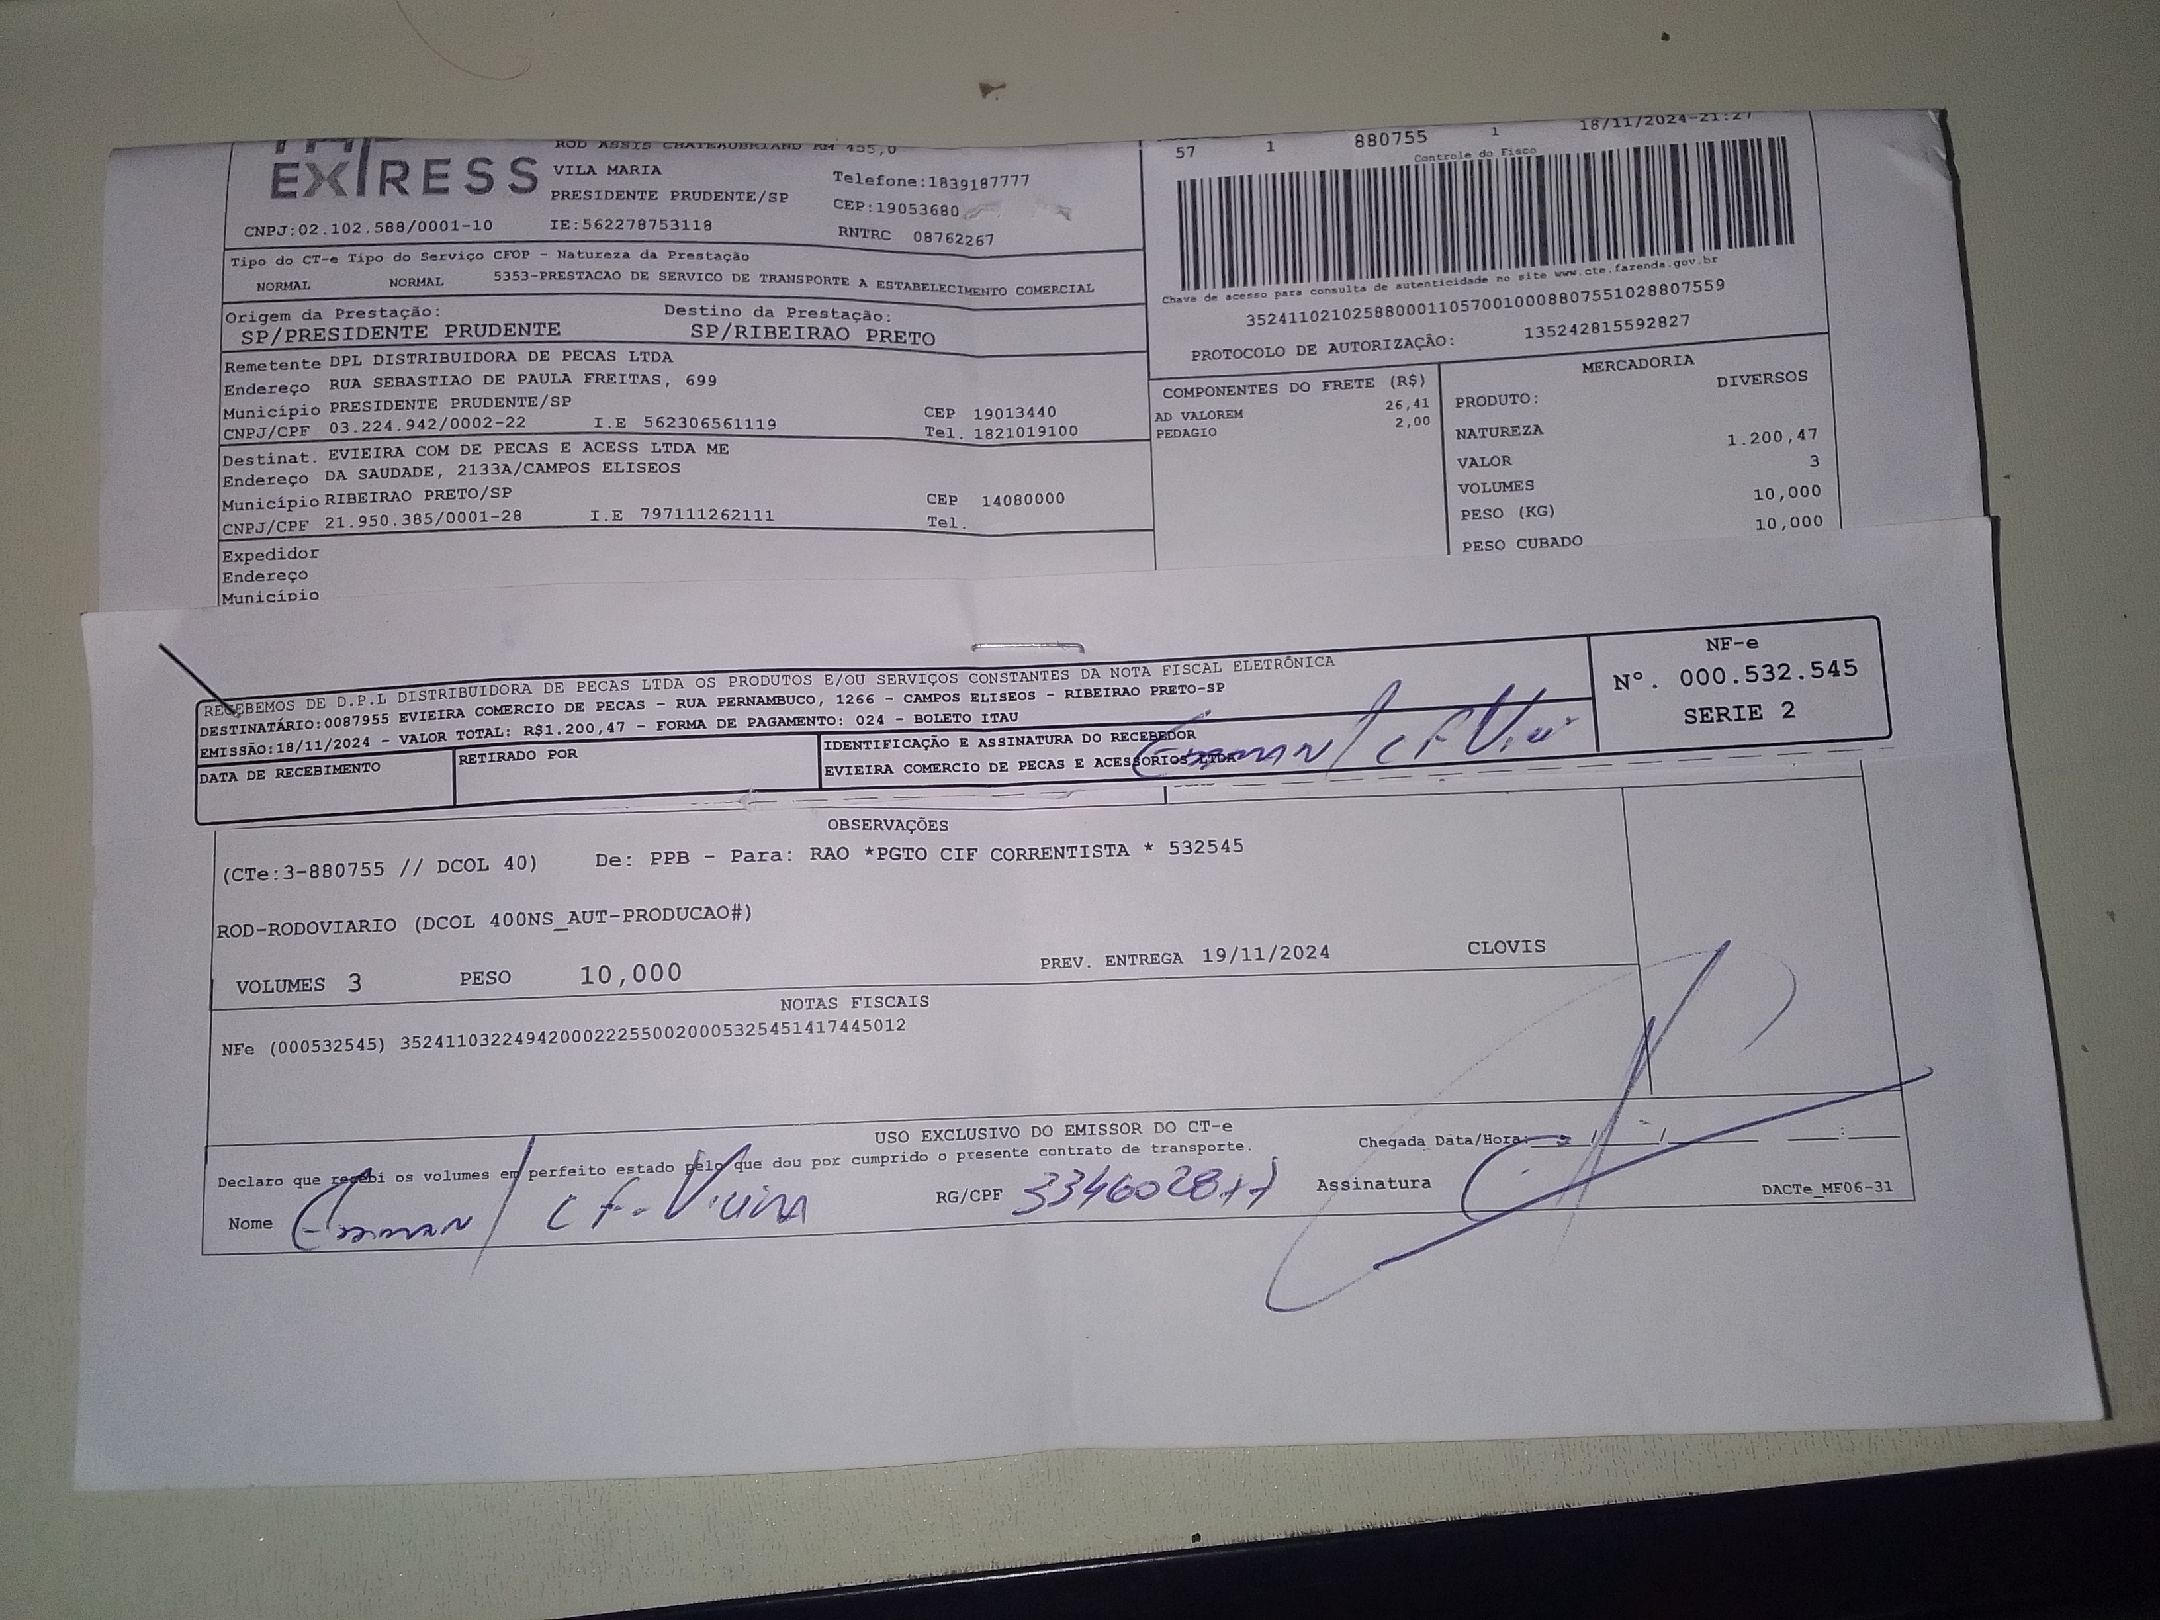 EXPRESS
ROD ASSIS CHATEAUBRIAND KM 455,0
VILA MARIA
PRESIDENTE PRUDENTE/SP
Telefone:1839187777
CEP:19053680
CNPJ:02.102.588/0001-10 IE:562278753118 RNTRC 08762267
57 1 880755 1 18/11/2024-21:27
Controle do Fisco
Chave de acesso para consulta de autenticidade no site www.cte.fazenda.gov.br
35241102102588000110570010008807551028807559
PROTOCOLO DE AUTORIZAÇÃO: 135242815592827
Tipo do CT-e Tipo do Serviço CFOP - Natureza da Prestação
NORMAL NORMAL 5353-PRESTACAO DE SERVICO DE TRANSPORTE A ESTABELECIMENTO COMERCIAL
Origem da Prestação: Destino da Prestação:
SP/PRESIDENTE PRUDENTE SP/RIBEIRAO PRETO
Remetente DPL DISTRIBUIDORA DE PECAS LTDA
Endereço RUA SEBASTIAO DE PAULA FREITAS, 699
Município PRESIDENTE PRUDENTE/SP CEP 19013440
CNPJ/CPF 03.224.942/0002-22 I.E 562306561119 Tel. 1821019100
Destinat. EVIEIRA COM DE PECAS E ACESS LTDA ME
Endereço DA SAUDADE, 2133A/CAMPOS ELISEOS
Município RIBEIRAO PRETO/SP CEP 14080000
CNPJ/CPF 21.950.385/0001-28 I.E 797111262111 Tel.
Expedidor
Endereço
Município
COMPONENTES DO FRETE (R$)
AD VALOREM 26,41
PEDAGIO 2,00
MERCADORIA
PRODUTO: DIVERSOS
NATUREZA
VALOR 1.200,47
VOLUMES 3
PESO (KG) 10,000
PESO CUBADO 10,000
RECEBEMOS DE D.P.L DISTRIBUIDORA DE PECAS LTDA OS PRODUTOS E/OU SERVIÇOS CONSTANTES DA NOTA FISCAL ELETRÔNICA
DESTINATÁRIO:0087955 EVIEIRA COMERCIO DE PECAS - RUA PERNAMBUCO, 1266 - CAMPOS ELISEOS - RIBEIRAO PRETO-SP
EMISSÃO:18/11/2024 - VALOR TOTAL: R$1.200,47 - FORMA DE PAGAMENTO: 024 - BOLETO ITAU
DATA DE RECEBIMENTO
RETIRADO POR
IDENTIFICAÇÃO E ASSINATURA DO RECEBEDOR
EVIEIRA COMERCIO DE PECAS E ACESSORIOS LTDA
NF-e
Nº. 000.532.545
SERIE 2
OBSERVAÇÕES
(CTe:3-880755 // DCOL 40) De: PPB - Para: RAO *PGTO CIF CORRENTISTA * 532545
ROD-RODOVIARIO (DCOL 400NS_AUT-PRODUCAO#)
VOLUMES 3 PESO 10,000 PREV. ENTREGA 19/11/2024 CLOVIS
NOTAS FISCAIS
NFe (000532545) 35241103224942000222550020005325451417445012
USO EXCLUSIVO DO EMISSOR DO CT-e
Declaro que recebi os volumes em perfeito estado pelo que dou por cumprido o presente contrato de transporte.
Chegada Data/Hora: / / :
Nome C F. Vieira RG/CPF Assinatura
DACTe_MF06-31